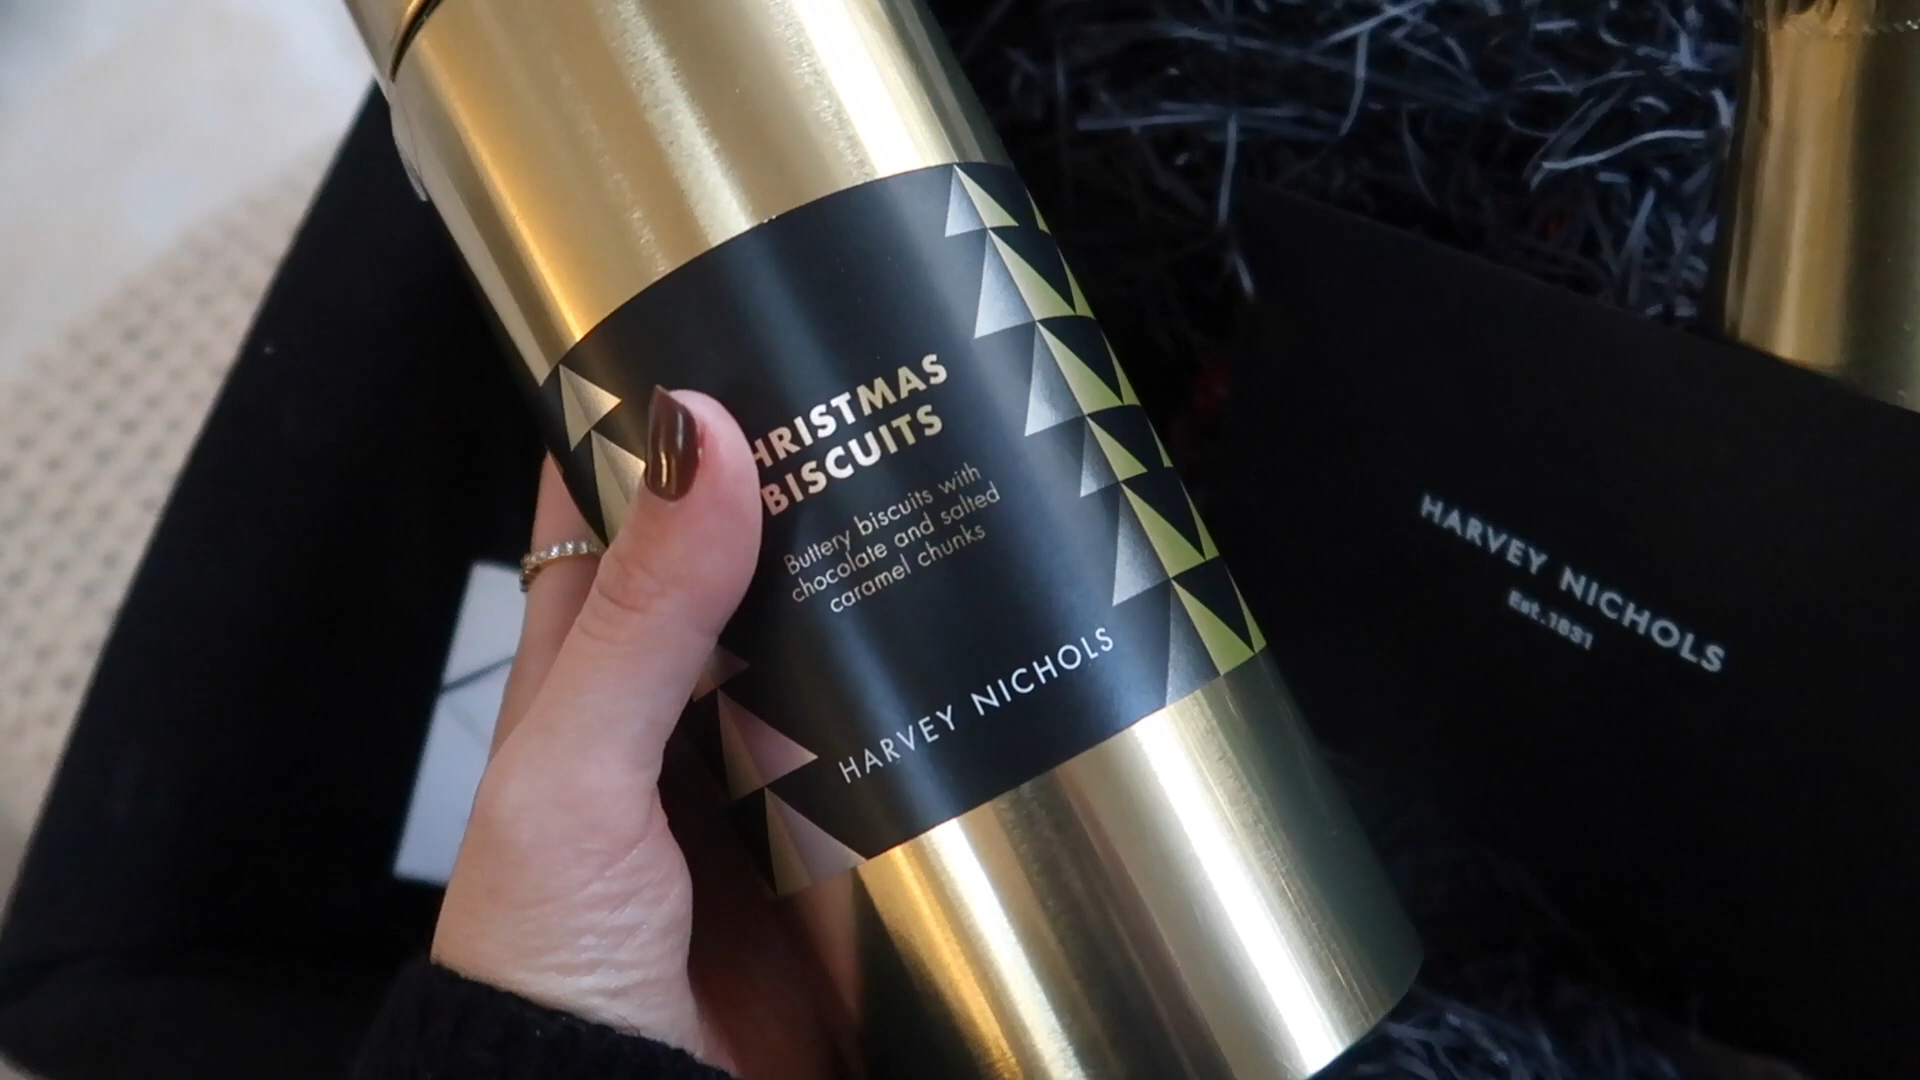 HRISTMAS
BISCUITS
Buttery biscuits with
chocolate and salted
caramel chunks
HARVEY NICHOLS
HARVEY NICHOLS
Est.1831